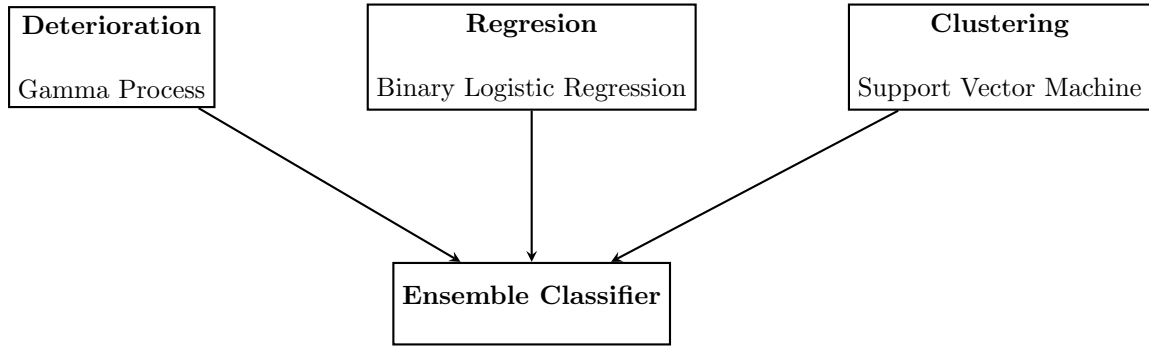 Deterioration
Gamma Process
Regresion
Binary Logistic Regression
Clustering
Support Vector Machine
Ensemble Classifier